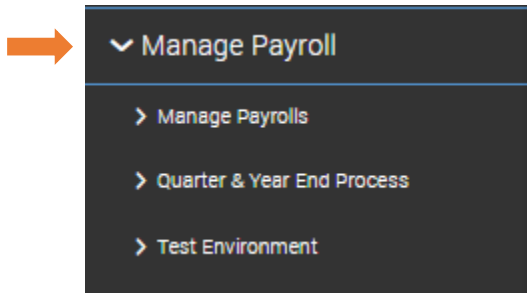 Manage Payroll
Manage Payrolls
Quarter & Year End Process
Test Environment